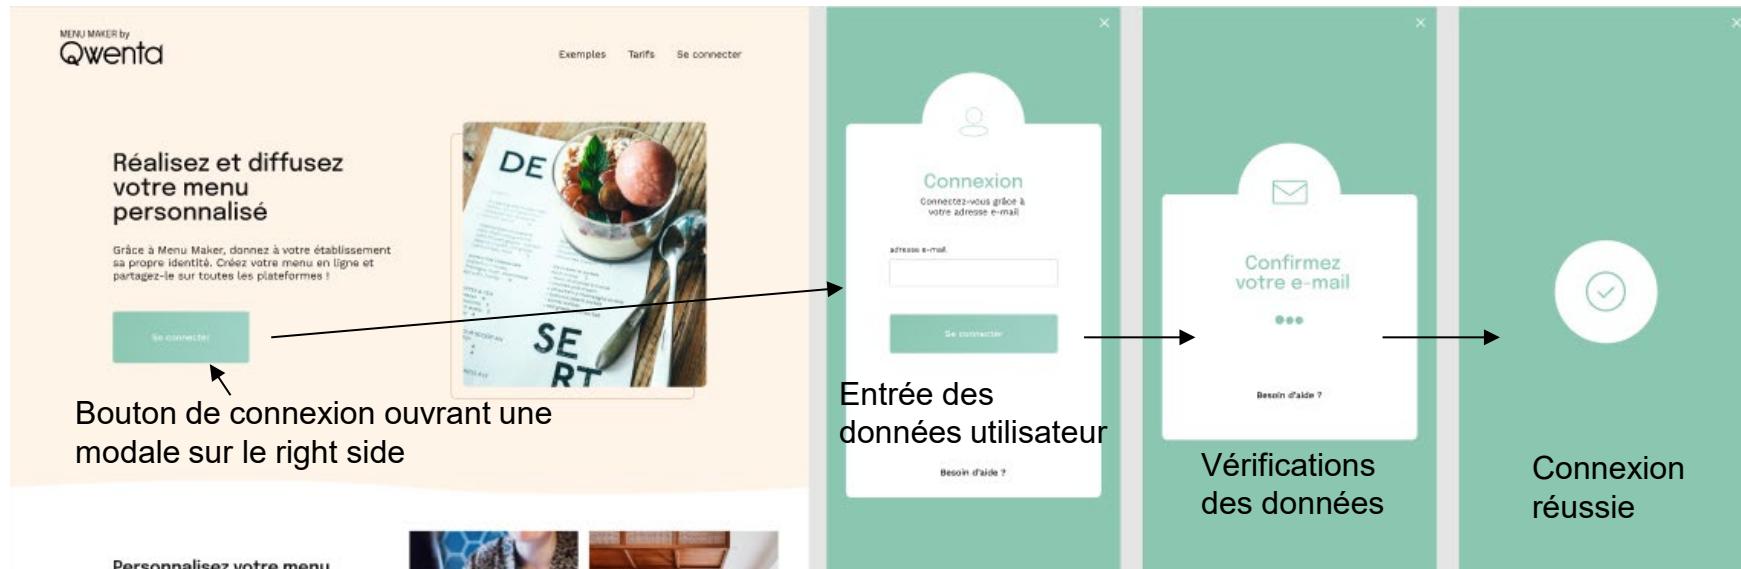 MENU MAKER by
Qwenta
Exemples Tarifs Se connecter
Réalisez et diffusez
votre menu
personnalisé
Grâce à Menu Maker, donnez à votre établissement
sa propre identité. Créez votre menu en ligne et
partagez-le sur toutes les plateformes !
Se connecter
DE
SE
RT
Bouton de connexion ouvrant une
modale sur le right side
Personnalisez votre menu
Connexion
Connectez-vous grâce à
votre adresse e-mail
adresse e-mail
Se connecter
Entrée des
données utilisateur
Besoin d'aide ?
Confirmez
votre e-mail
Besoin d'aide ?
Vérifications
des données
Connexion
réussie